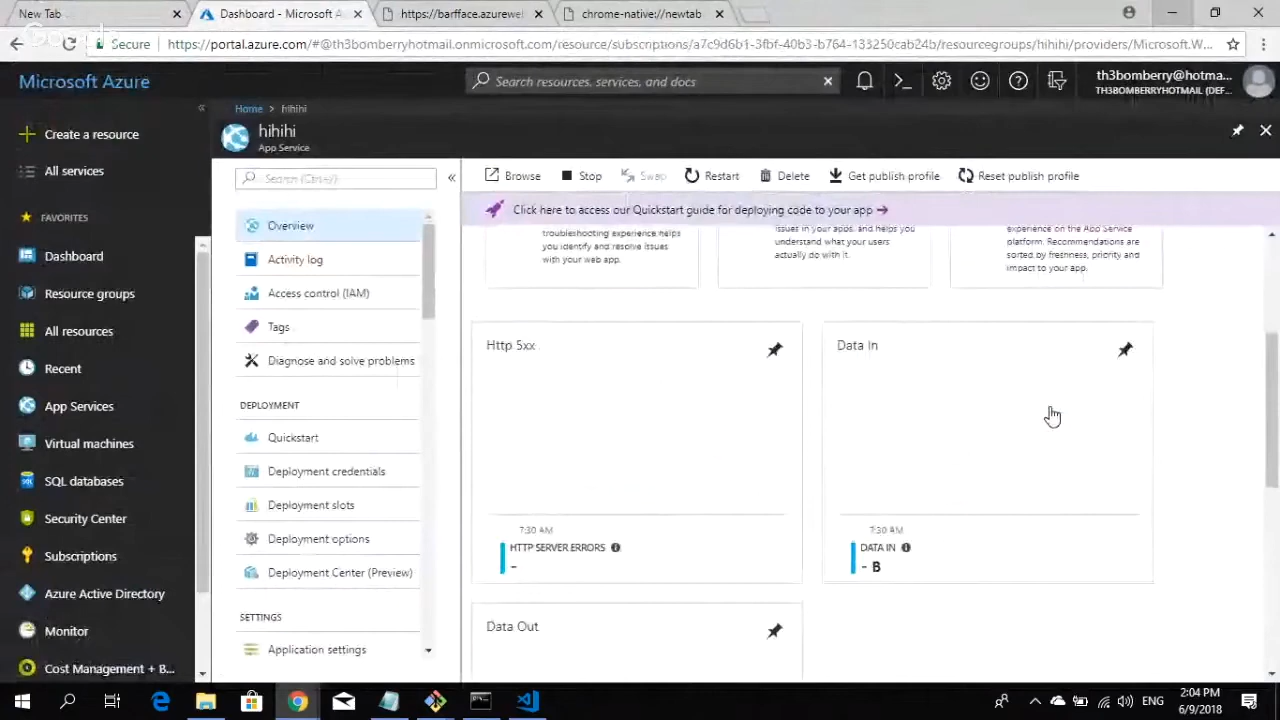 New Tab
Dashboard - Microsoft A
https://barface.azurewe
chrome-native://newtab
Secure
https://portal.azure.com/#@th3bomberryhotmail.onmicrosoft.com/resource/subscriptions/a7c9d6b1-3fbf-40b3-b764-133250cab24b/resourcegroups/hihihi/providers/Microsoft.W...
Microsoft Azure
Search resources, services, and docs
th3bomberry@hotma...
TH3BOMBERRYHOTMAIL (DEF...
Home > hihihi
hihihi
App Service
Create a resource
All services
FAVORITES
Dashboard
Resource groups
All resources
Recent
App Services
Virtual machines
SQL databases
Security Center
Subscriptions
Azure Active Directory
Monitor
Cost Management + B...
Search (Ctrl+/)
Overview
Activity log
Access control (IAM)
Tags
Diagnose and solve problems
DEPLOYMENT
Quickstart
Deployment credentials
Deployment slots
Deployment options
Deployment Center (Preview)
SETTINGS
Application settings
Browse
Stop
Swap
Restart
Delete
Get publish profile
Reset publish profile
Click here to access our Quickstart guide for deploying code to your app
troubleshooting experience helps
you identify and resolve issues
with your web app.
issues in your apps, and helps you
understand what your users
actually do with it.
experience on the App Service
platform. Recommendations are
sorted by freshness, priority and
impact to your app.
Http 5xx
7:30 AM
HTTP SERVER ERRORS
-
Data In
7:30 AM
DATA IN
- B
Data Out
ENG
2:04 PM
6/9/2018